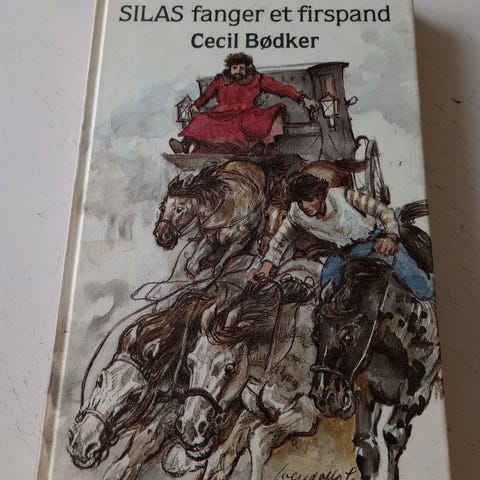 SILAS fanger et firspand
Cecil Bødker